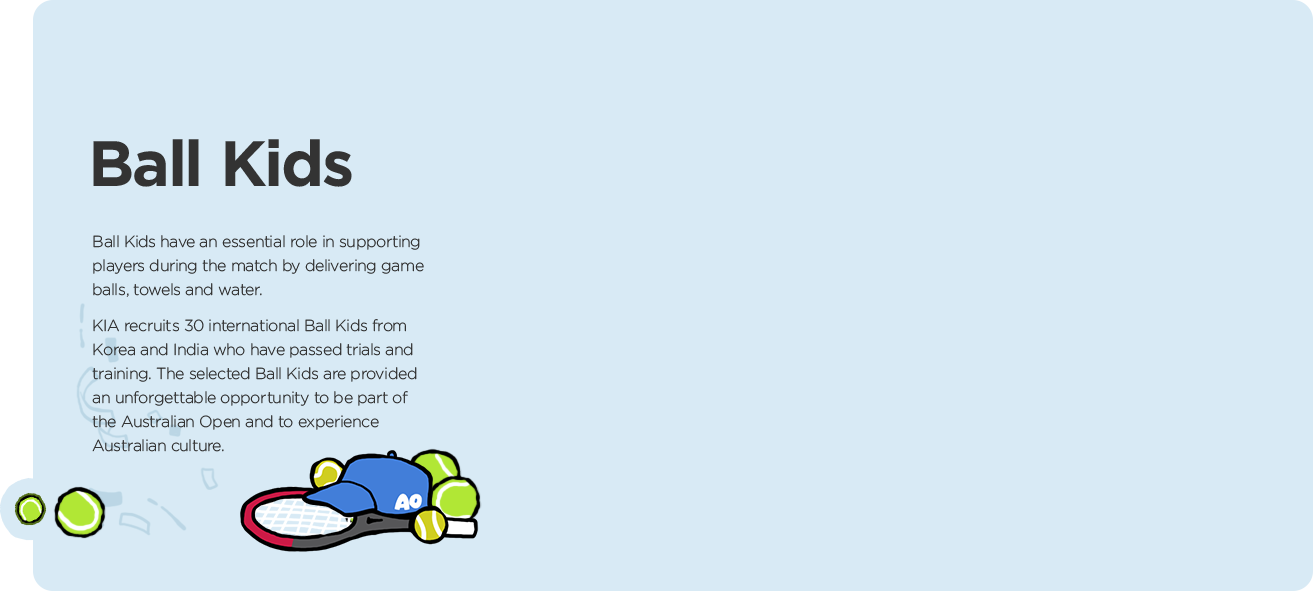 Ball Kids
Ball Kids have an essential role in supporting
players during the match by delivering game
balls, towels and water.
KIA recruits 30 international Ball Kids from
Korea and India who have passed trials and
training. The selected Ball Kids are provided
an unforgettable opportunity to be part of
the Australian Open and to experience
Australian culture.
AO